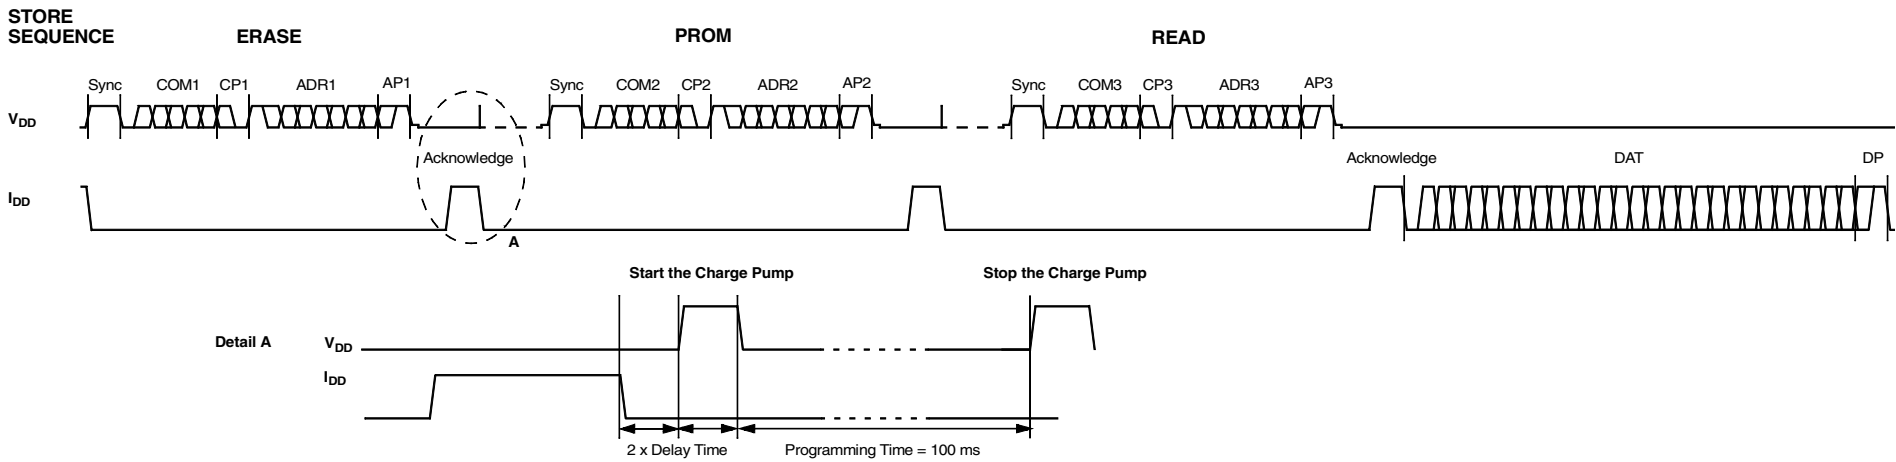 STORE
SEQUENCE
ERASE PROM READ
Sync COM1 CP1 ADR1 AP1 Sync COM2 CP2 ADR2 AP2 Sync COM3 CP3 ADR3 AP3
VDD
Acknowledge Acknowledge DAT DP
IDD
A
Start the Charge Pump Stop the Charge Pump
Detail A VDD
IDD
2 x Delay Time Programming Time = 100 ms